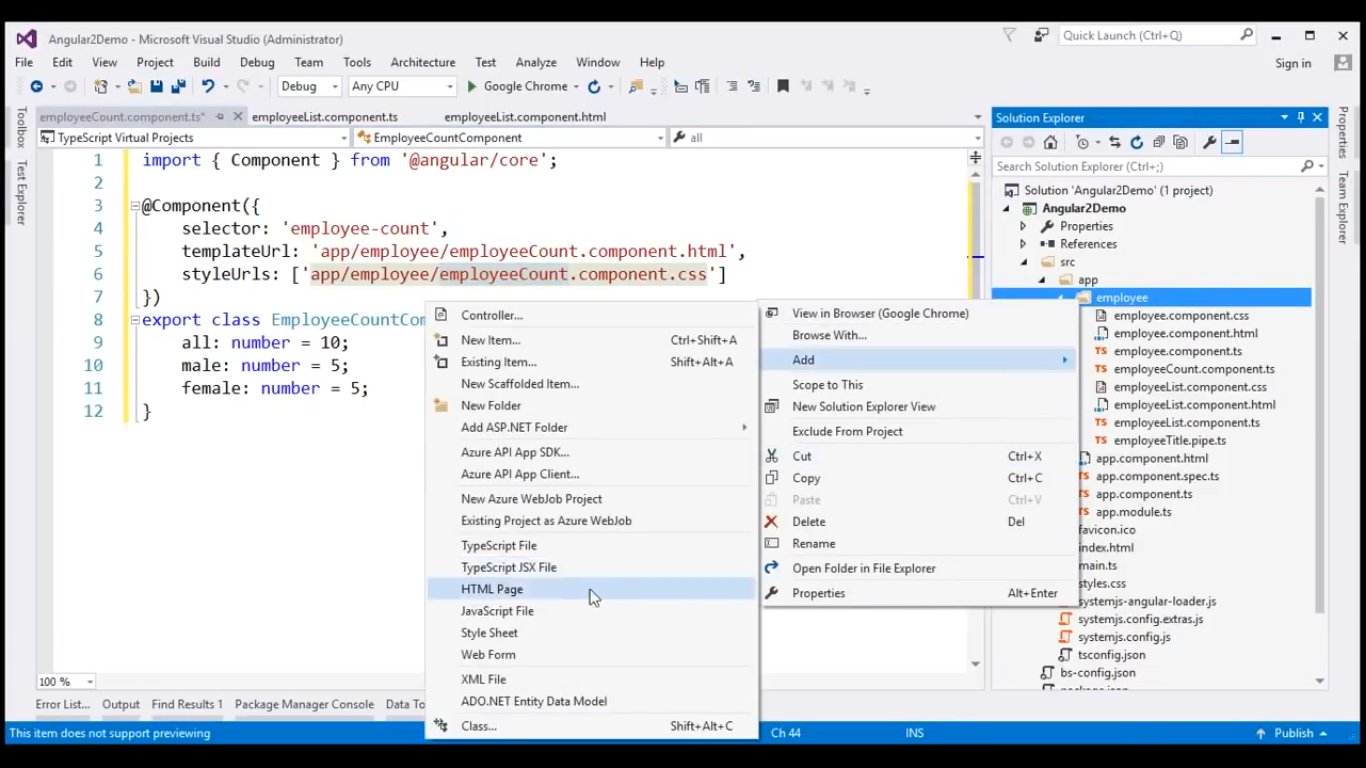 Angular2Demo - Microsoft Visual Studio (Administrator)
Quick Launch (Ctrl+Q)
File Edit View Project Build Debug Team Tools Architecture Test Analyze Window Help
Sign in
Debug Any CPU Google Chrome
Toolbox
Test Explorer
employeeCount.component.ts* employeeList.component.ts employeeList.component.html
TypeScript Virtual Projects EmployeeCountComponent all
1 import { Component } from '@angular/core';
2
3 @Component({
4 selector: 'employee-count',
5 templateUrl: 'app/employee/employeeCount.component.html',
6 styleUrls: ['app/employee/employeeCount.component.css']
7 })
8 export class EmployeeCountCom
9 all: number = 10;
10 male: number = 5;
11 female: number = 5;
12 }
100 %
Controller...
New Item... Ctrl+Shift+A
Existing Item... Shift+Alt+A
New Scaffolded Item...
New Folder
Add ASP.NET Folder
Azure API App SDK...
Azure API App Client...
New Azure WebJob Project
Existing Project as Azure WebJob
TypeScript File
TypeScript JSX File
HTML Page
JavaScript File
Style Sheet
Web Form
XML File
ADO.NET Entity Data Model
Class... Shift+Alt+C
View in Browser (Google Chrome)
Browse With...
Add
Scope to This
New Solution Explorer View
Exclude From Project
Cut Ctrl+X
Copy Ctrl+C
Paste Ctrl+V
Delete Del
Rename
Open Folder in File Explorer
Properties Alt+Enter
Solution Explorer
Search Solution Explorer (Ctrl+;)
Solution 'Angular2Demo' (1 project)
Angular2Demo
Properties
References
src
app
employee
employee.component.css
employee.component.html
TS employee.component.ts
TS employeeCount.component.ts
employeeList.component.css
employeeList.component.html
TS employeeList.component.ts
TS employeeTitle.pipe.ts
app.component.html
app.component.spec.ts
app.component.ts
app.module.ts
favicon.ico
index.html
main.ts
styles.css
systemjs-angular-loader.js
systemjs.config.extras.js
systemjs.config.js
tsconfig.json
bs-config.json
Properties
Team Explorer
Error List... Output Find Results 1 Package Manager Console Data To
This item does not support previewing Ch 44 INS Publish